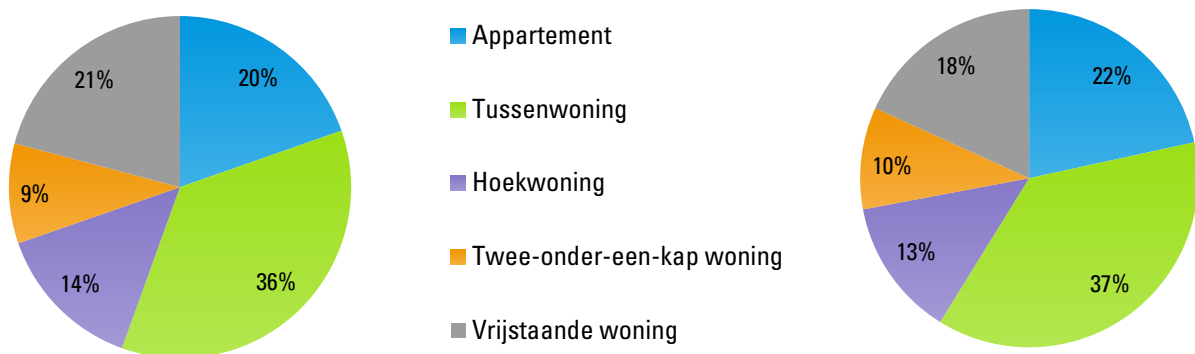 21%
20%
9%
14%
36%
Appartement
Tussenwoning
Hoekwoning
Twee-onder-een-kap woning
Vrijstaande woning
18%
22%
10%
13%
37%